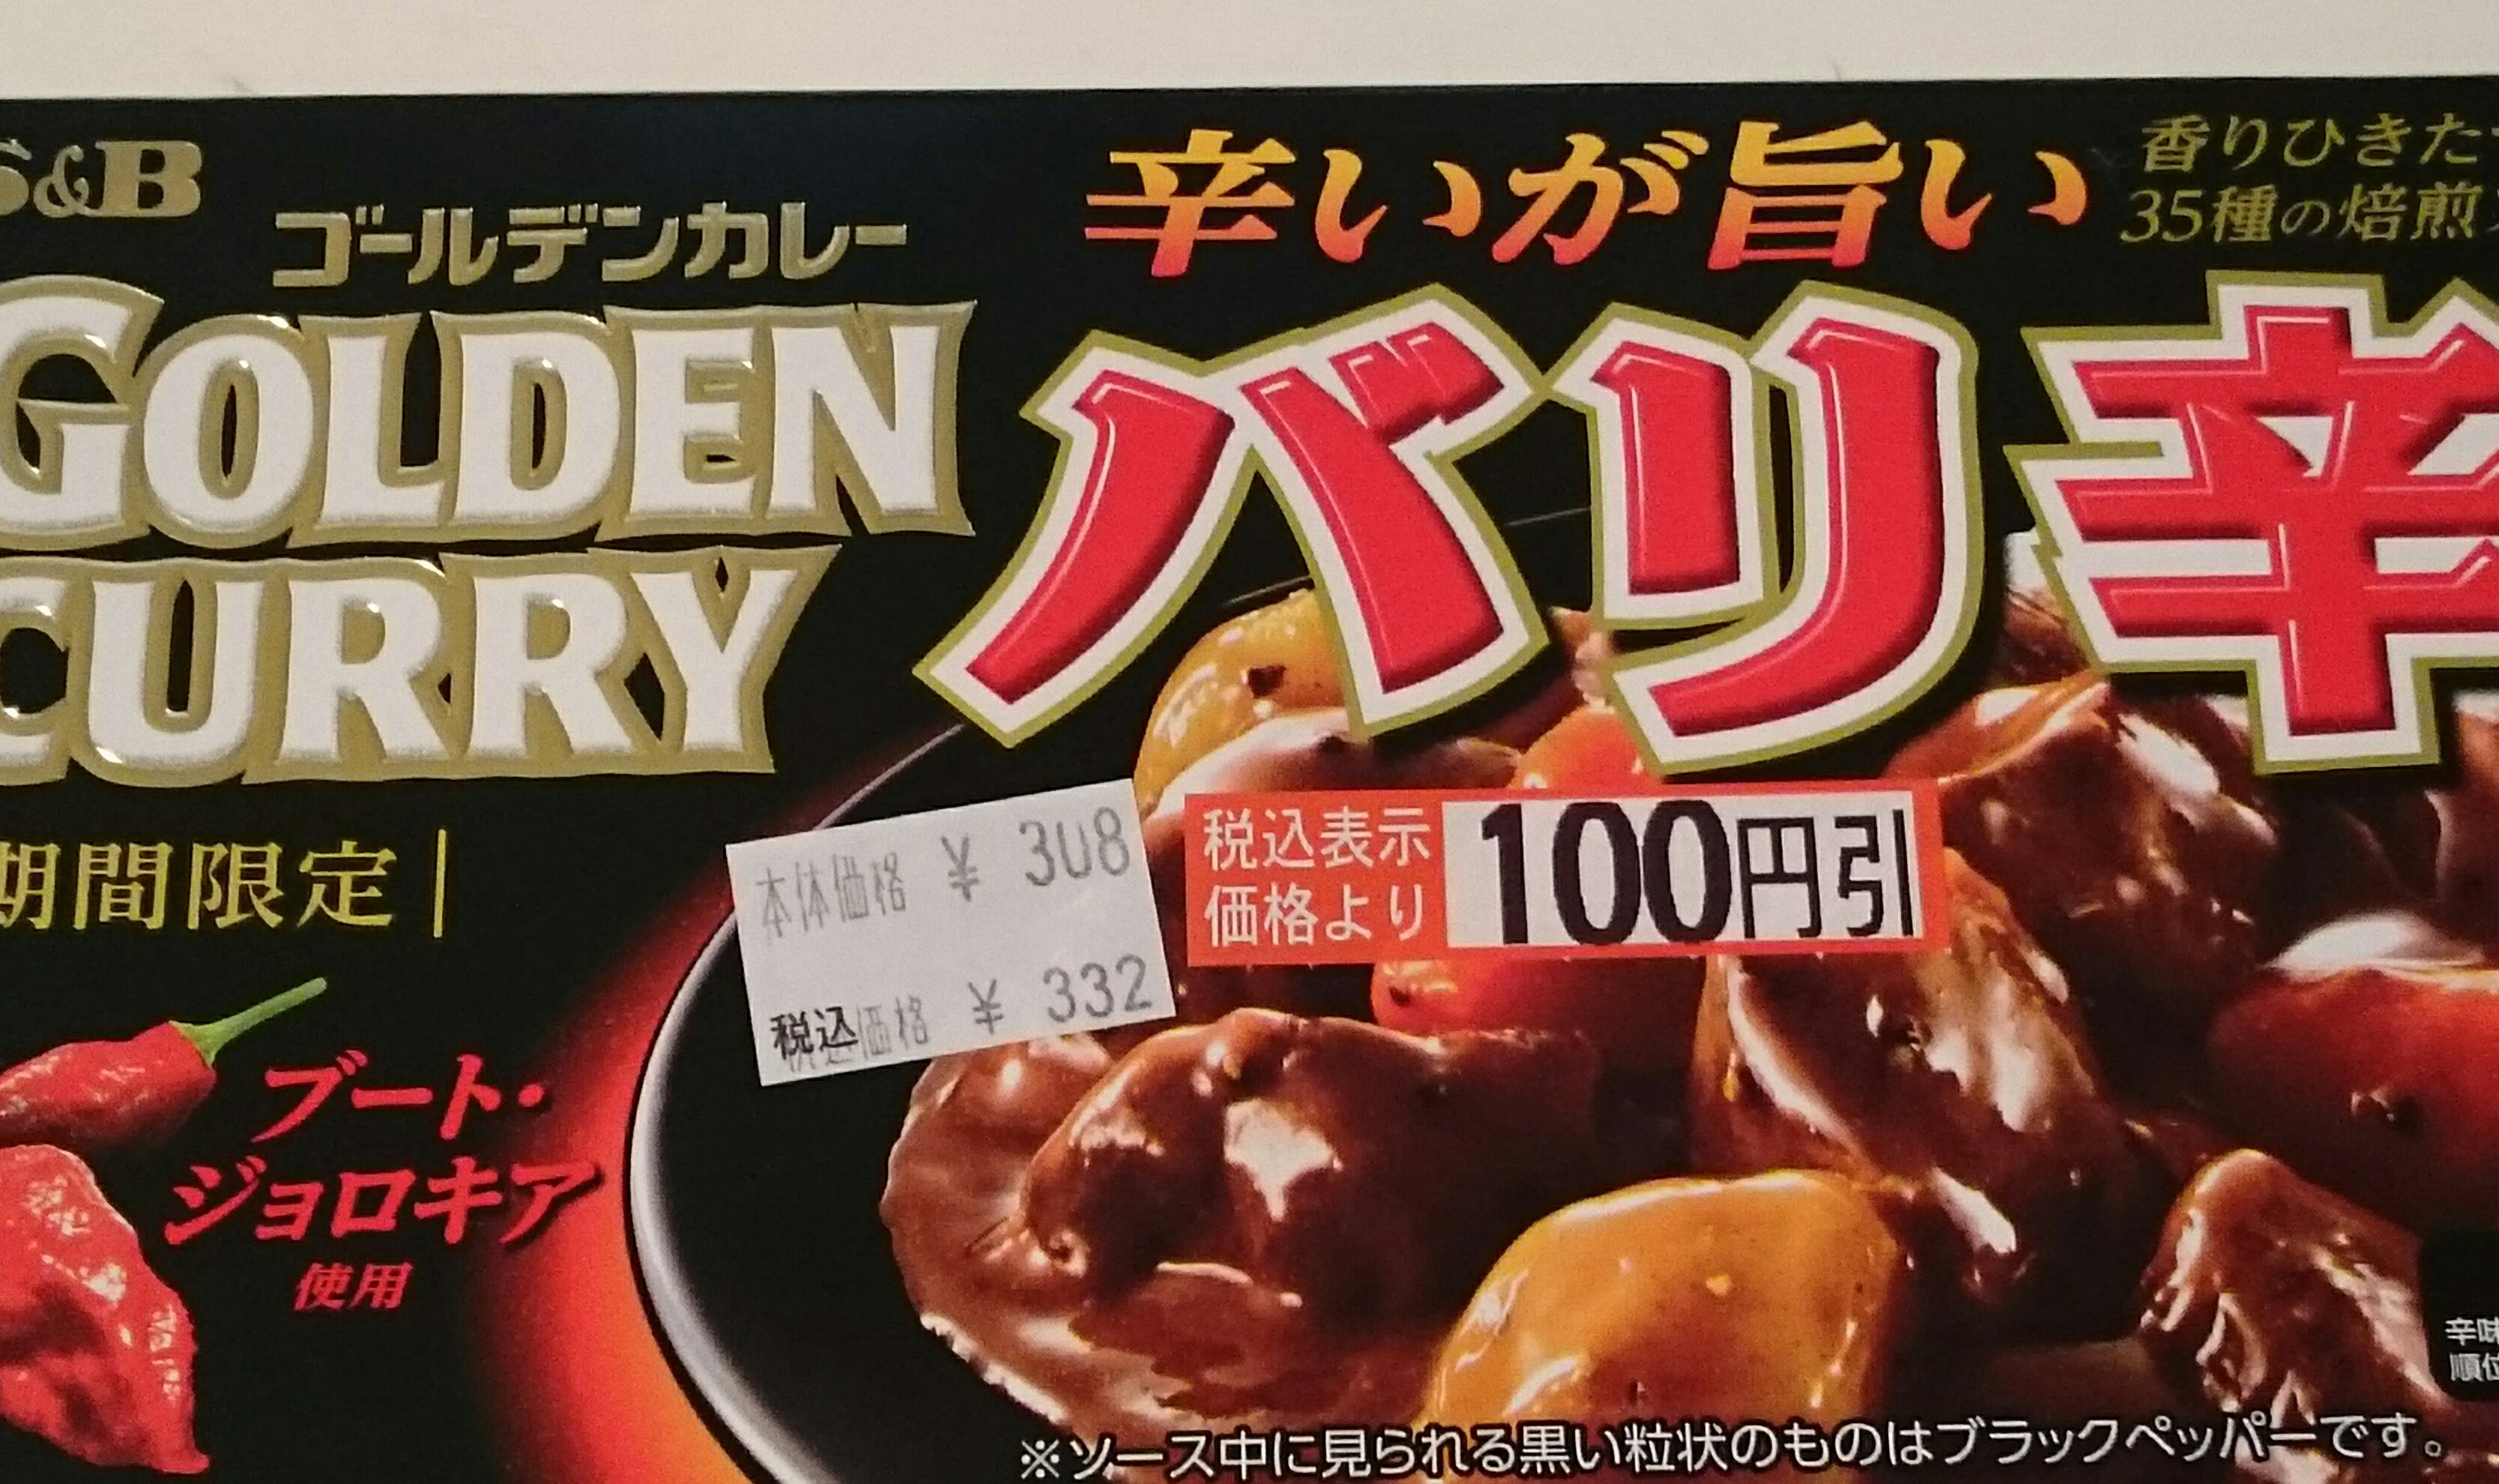 S&B
ゴールデンカレー
GOLDEN
CURRY
辛いが旨い
香りひきた
35種の焙煎
バリ辛
期間限定
本体価格 ¥ 308
税込価格 ¥ 332
税込表示
価格より
100円引
ブート・
ジョロキア
使用
辛味
順位
※ソース中に見られる黒い粒状のものはブラックペッパーです。